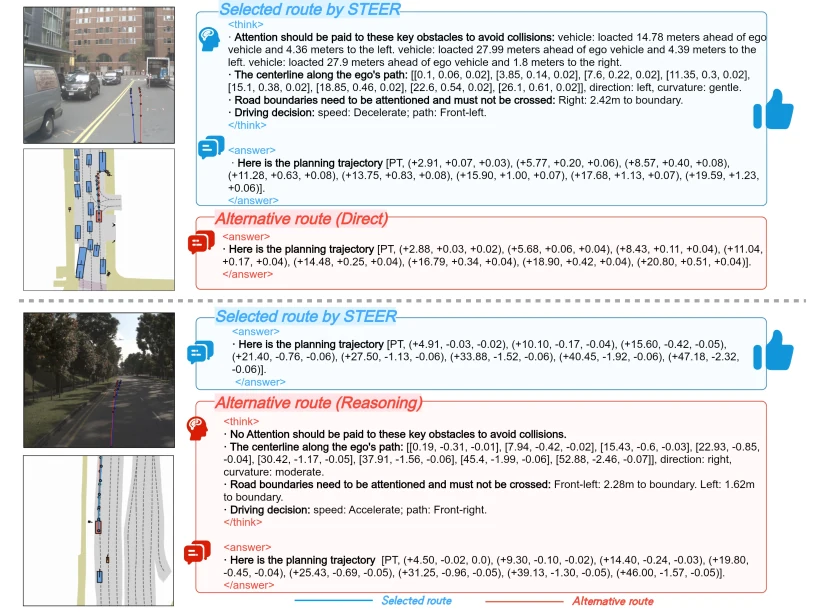 Selected route by STEER
<think>
· Attention should be paid to these key obstacles to avoid collisions: vehicle: loacted 14.78 meters ahead of ego
vehicle and 4.36 meters to the left. vehicle: loacted 27.99 meters ahead of ego vehicle and 4.39 meters to the
left. vehicle: loacted 27.9 meters ahead of ego vehicle and 1.8 meters to the right.
· The centerline along the ego's path: [[0.1, 0.06, 0.02], [3.85, 0.14, 0.02], [7.6, 0.22, 0.02], [11.35, 0.3, 0.02],
[15.1, 0.38, 0.02], [18.85, 0.46, 0.02], [22.6, 0.54, 0.02], [26.1, 0.61, 0.02]], direction: left, curvature: gentle.
· Road boundaries need to be attentioned and must not be crossed: Right: 2.42m to boundary.
· Driving decision: speed: Decelerate; path: Front-left.
</think>
<answer>
· Here is the planning trajectory [PT, (+2.91, +0.07, +0.03), (+5.77, +0.20, +0.06), (+8.57, +0.40, +0.08),
(+11.28, +0.63, +0.08), (+13.75, +0.83, +0.08), (+15.90, +1.00, +0.07), (+17.68, +1.13, +0.07), (+19.59, +1.23,
+0.06)].
</answer>
Alternative route (Direct)
<answer>
· Here is the planning trajectory [PT, (+2.88, +0.03, +0.02), (+5.68, +0.06, +0.04), (+8.43, +0.11, +0.04), (+11.04,
+0.17, +0.04), (+14.48, +0.25, +0.04), (+16.79, +0.34, +0.04), (+18.90, +0.42, +0.04), (+20.80, +0.51, +0.04)].
</answer>
Selected route by STEER
<answer>
· Here is the planning trajectory [PT, (+4.91, -0.03, -0.02), (+10.10, -0.17, -0.04), (+15.60, -0.42, -0.05),
(+21.40, -0.76, -0.06), (+27.50, -1.13, -0.06), (+33.88, -1.52, -0.06), (+40.45, -1.92, -0.06), (+47.18, -2.32,
-0.06)].
</answer>
Alternative route (Reasoning)
<think>
· No Attention should be paid to these key obstacles to avoid collisions.
· The centerline along the ego's path: [[0.19, -0.31, -0.01], [7.94, -0.42, -0.02], [15.43, -0.6, -0.03], [22.93, -0.85,
-0.04], [30.42, -1.17, -0.05], [37.91, -1.56, -0.06], [45.4, -1.99, -0.06], [52.88, -2.46, -0.07]], direction: right,
curvature: moderate.
· Road boundaries need to be attentioned and must not be crossed: Front-left: 2.28m to boundary. Left: 1.62m
to boundary.
· Driving decision: speed: Accelerate; path: Front-right.
</think>
<answer>
· Here is the planning trajectory [PT, (+4.50, -0.02, 0.0), (+9.30, -0.10, -0.02), (+14.40, -0.24, -0.03), (+19.80,
-0.45, -0.04), (+25.43, -0.69, -0.05), (+31.25, -0.96, -0.05), (+39.13, -1.30, -0.05), (+46.00, -1.57, -0.05)].
</answer>
Selected route
Alternative route